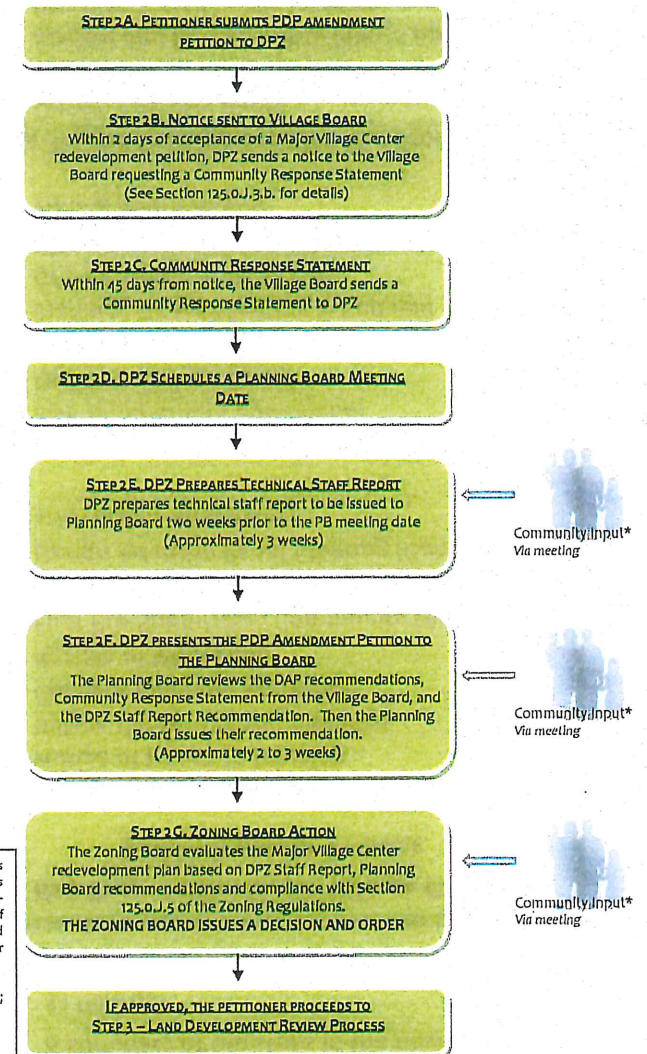 STEP 2A. PETITIONER SUBMITS PDP AMENDMENT
PETITION TO DPZ
STEP 2B. NOTICE SENT TO VILLAGE BOARD
Within 2 days of acceptance of a Major Village Center
redevelopment petition, DPZ sends a notice to the Village
Board requesting a Community Response Statement
(See Section 125.0.J.3.b. for details)
STEP 2C. COMMUNITY RESPONSE STATEMENT
Within 45 days from notice, the Village Board sends a
Community Response Statement to DPZ
STEP 2D. DPZ SCHEDULES A PLANNING BOARD MEETING
DATE
STEP 2E. DPZ PREPARES TECHNICAL STAFF REPORT
DPZ prepares technical staff report to be issued to
Planning Board two weeks prior to the PB meeting date
(Approximately 3 weeks)
Community Input*
Via meeting
STEP 2F. DPZ PRESENTS THE PDP AMENDMENT PETITION TO
THE PLANNING BOARD
The Planning Board reviews the DAP recommendations,
Community Response Statement from the Village Board, and
the DPZ Staff Report Recommendation. Then the Planning
Board issues their recommendation.
(Approximately 2 to 3 weeks)
Community Input*
Via meeting
STEP 2G. ZONING BOARD ACTION
The Zoning Board evaluates the Major Village Center
redevelopment plan based on DPZ Staff Report, Planning
Board recommendations and compliance with Section
125.0.J.5 of the Zoning Regulations.
THE ZONING BOARD ISSUES A DECISION AND ORDER
Community Input*
Via meeting
IF APPROVED, THE PETITIONER PROCEEDS TO
STEP 3 – LAND DEVELOPMENT REVIEW PROCESS